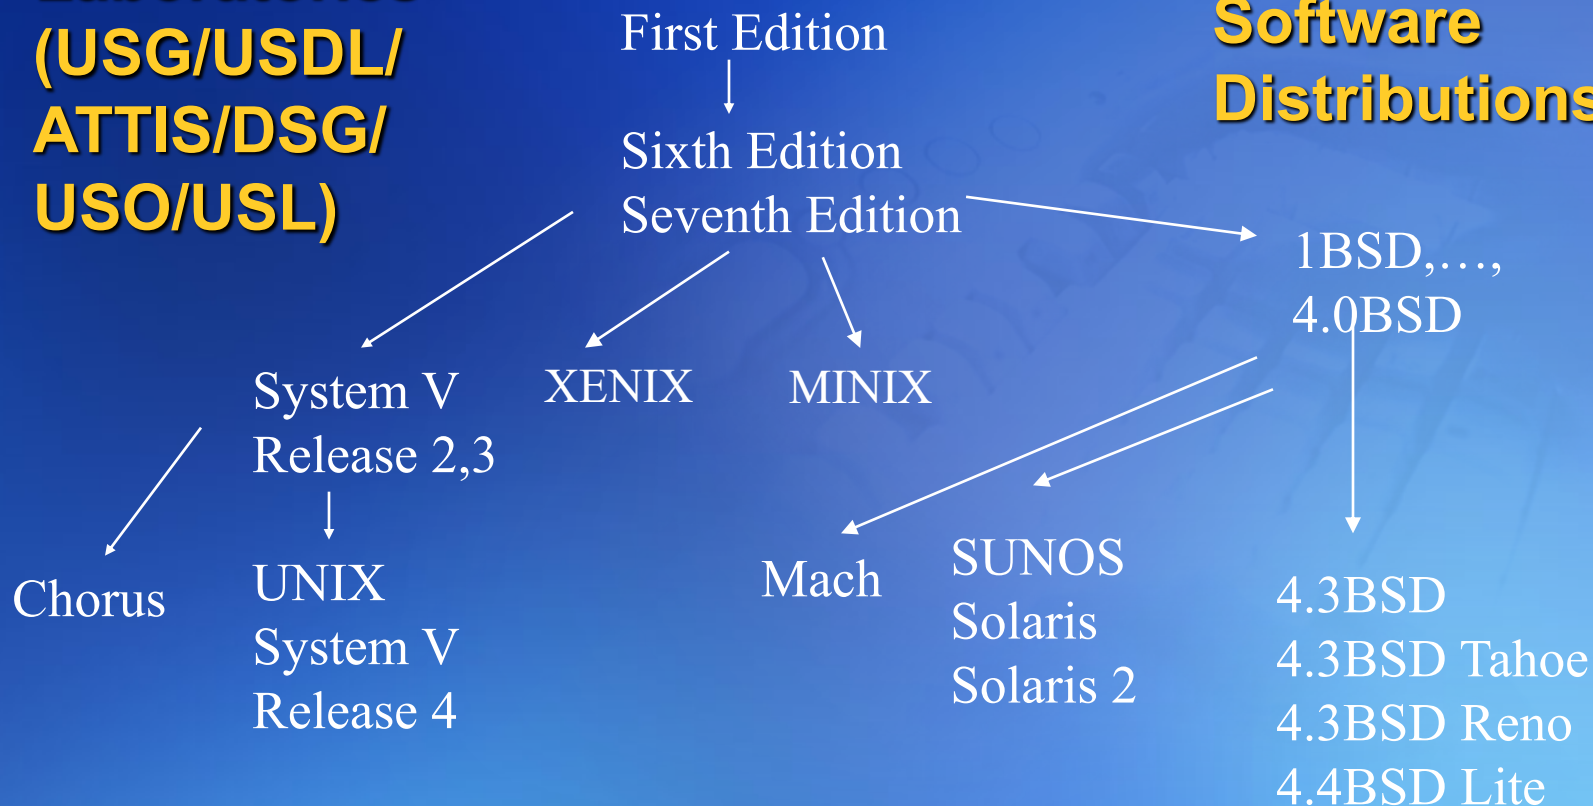 Laboratories
(USG/USDL/
ATTIS/DSG/
USO/USL)
First Edition
Sixth Edition
Seventh Edition
Software
Distributions
1BSD,…,
4.0BSD
System V
Release 2,3
XENIX
MINIX
Chorus
UNIX
System V
Release 4
Mach
SUNOS
Solaris
Solaris 2
4.3BSD
4.3BSD Tahoe
4.3BSD Reno
4.4BSD Lite